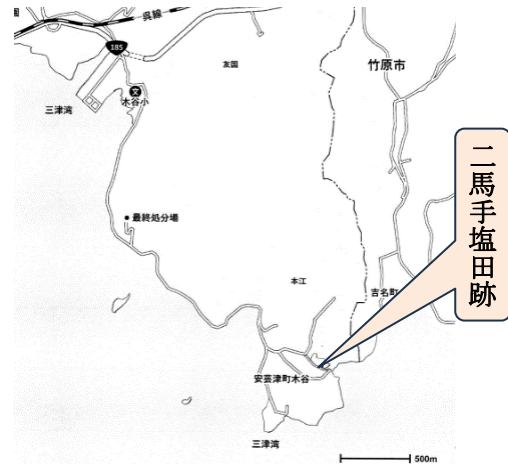 園
呉線
185
友国
竹原市
三津湾
文
木谷小
二馬手塩田跡
最終処分場
本江
吉名町
安芸津町木谷
三津湾
500m